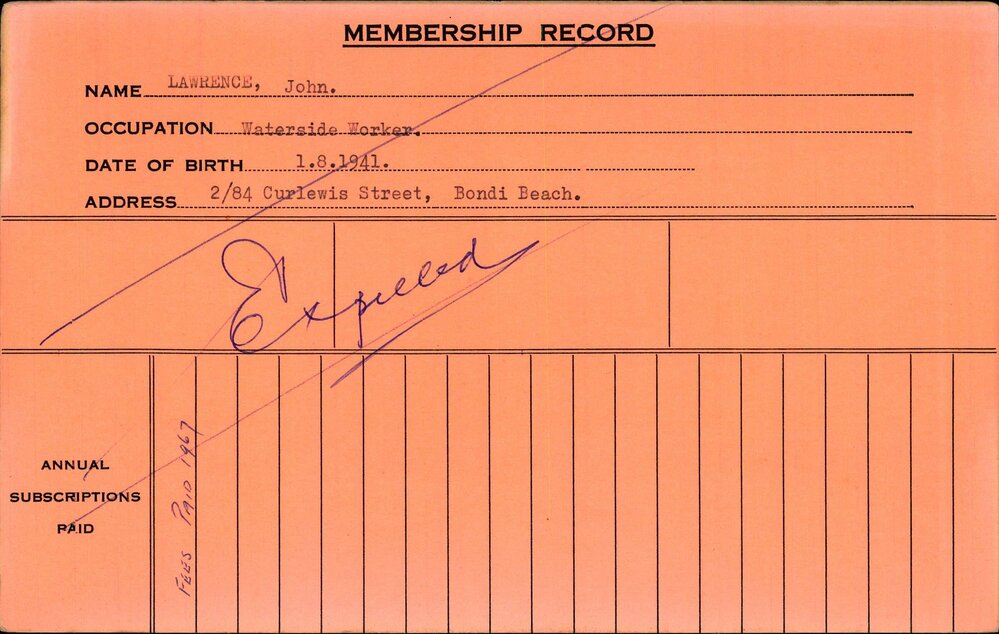 MEMBERSHIP RECORD
NAME LAWRENCE, John.
OCCUPATION Waterside Worker.
DATE OF BIRTH 1.8.1941.
ADDRESS 2/84 Curlewis Street, Bondi Beach.
Expelled
ANNUAL
SUBSCRIPTIONS
PAID
FEES PAID 1967